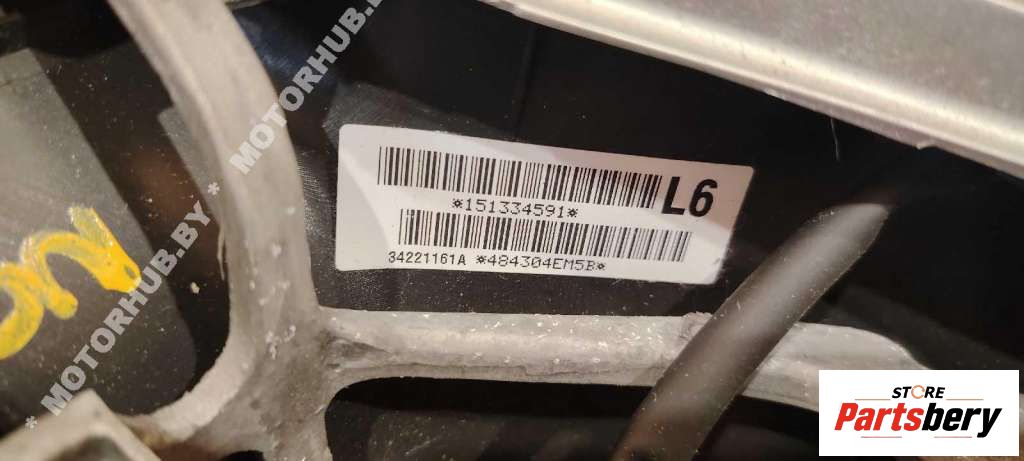 * MOTORHUB.BY * MOTORHUB.BY
L6
*151334591*
34221161A *484304EM5B*
STORE
Partsbery